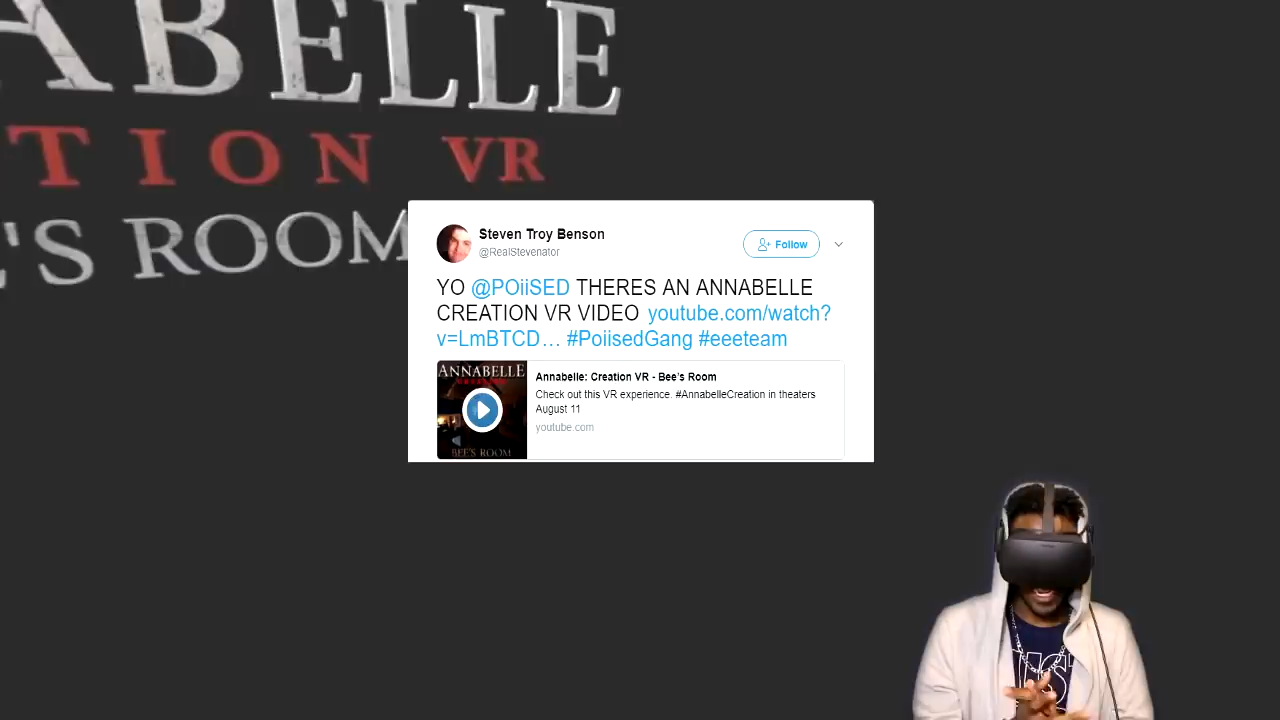 ABELLE
TION VR
E'S ROOM
Steven Troy Benson
@RealStevenator
Follow
YO @POiiSED THERES AN ANNABELLE
CREATION VR VIDEO youtube.com/watch?
v=LmBTCD… #PoiisedGang #eeeteam
ANNABELLE
BEE'S ROOM
Annabelle: Creation VR - Bee's Room
Check out this VR experience. #AnnabelleCreation in theaters
August 11
youtube.com